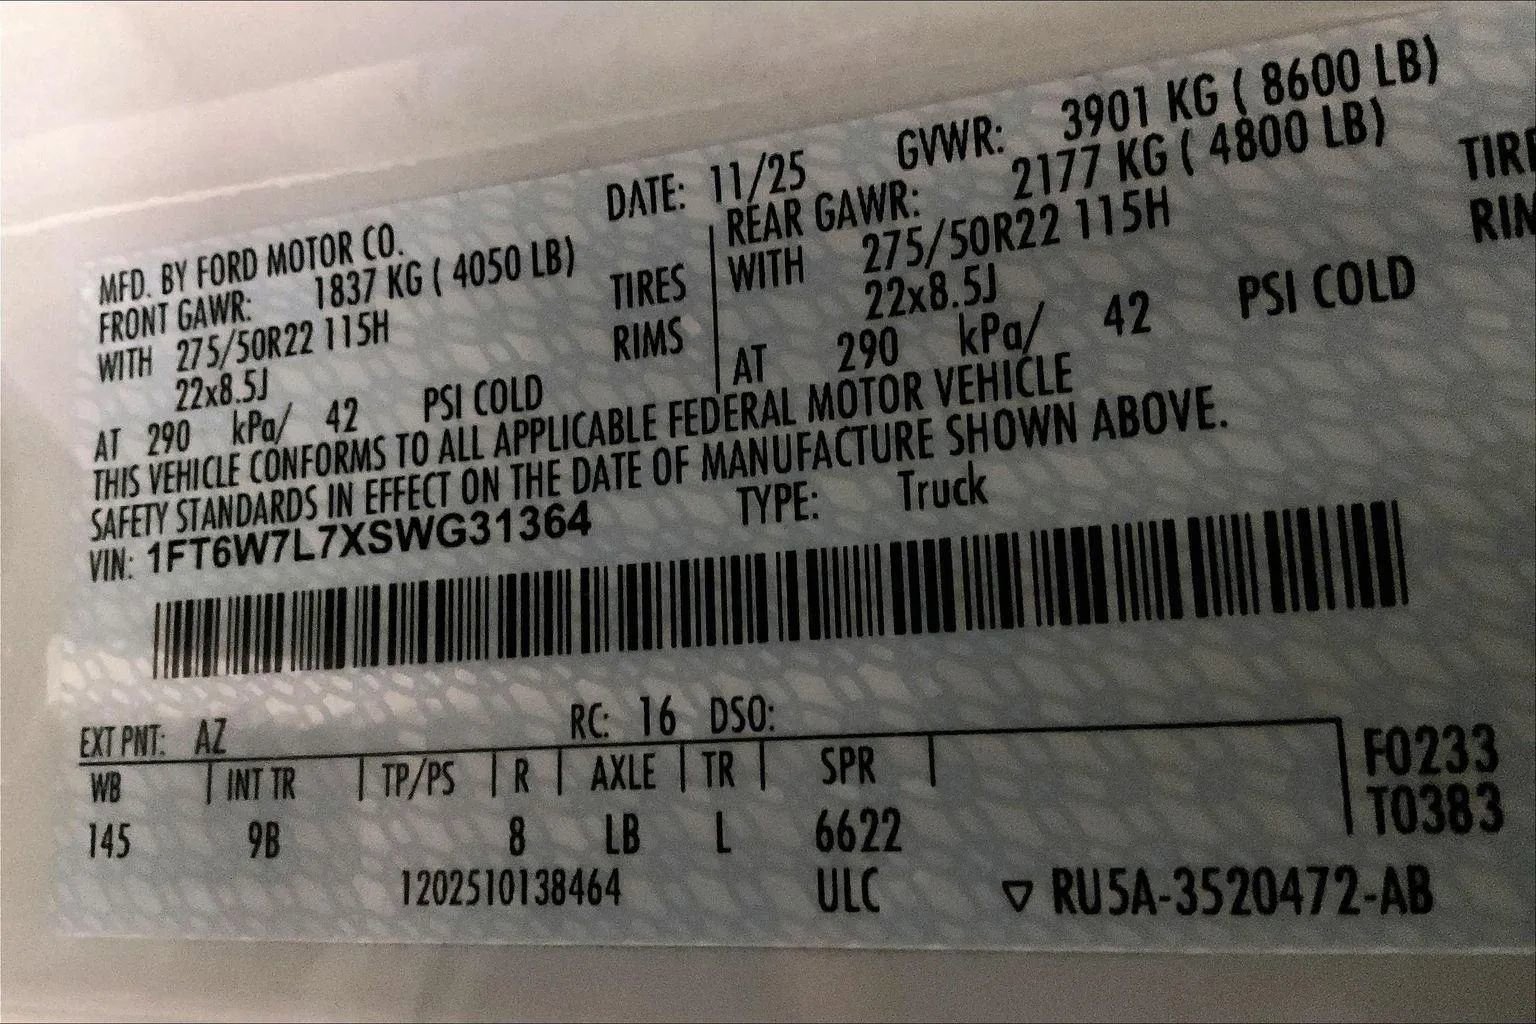 DATE: 11/25 GVWR: 3901 KG ( 8600 LB)
MFD. BY FORD MOTOR CO.
FRONT GAWR: 1837 KG ( 4050 LB)
WITH 275/50R22 115H TIRES
22x8.5J RIMS
AT 290 kPa/ 42 PSI COLD
REAR GAWR: 2177 KG ( 4800 LB)
WITH 275/50R22 115H TIRE
22x8.5J RIM
AT 290 kPa/ 42 PSI COLD
THIS VEHICLE CONFORMS TO ALL APPLICABLE FEDERAL MOTOR VEHICLE
SAFETY STANDARDS IN EFFECT ON THE DATE OF MANUFACTURE SHOWN ABOVE.
VIN: 1FT6W7L7XSWG31364 TYPE: Truck
EXT PNT: AZ RC: 16 DSO:
WB INT TR TP/PS R AXLE TR SPR
145 9B 8 LB L 6622
F0233
T0383
1202510138464 ULC ▽ RU5A-3520472-AB